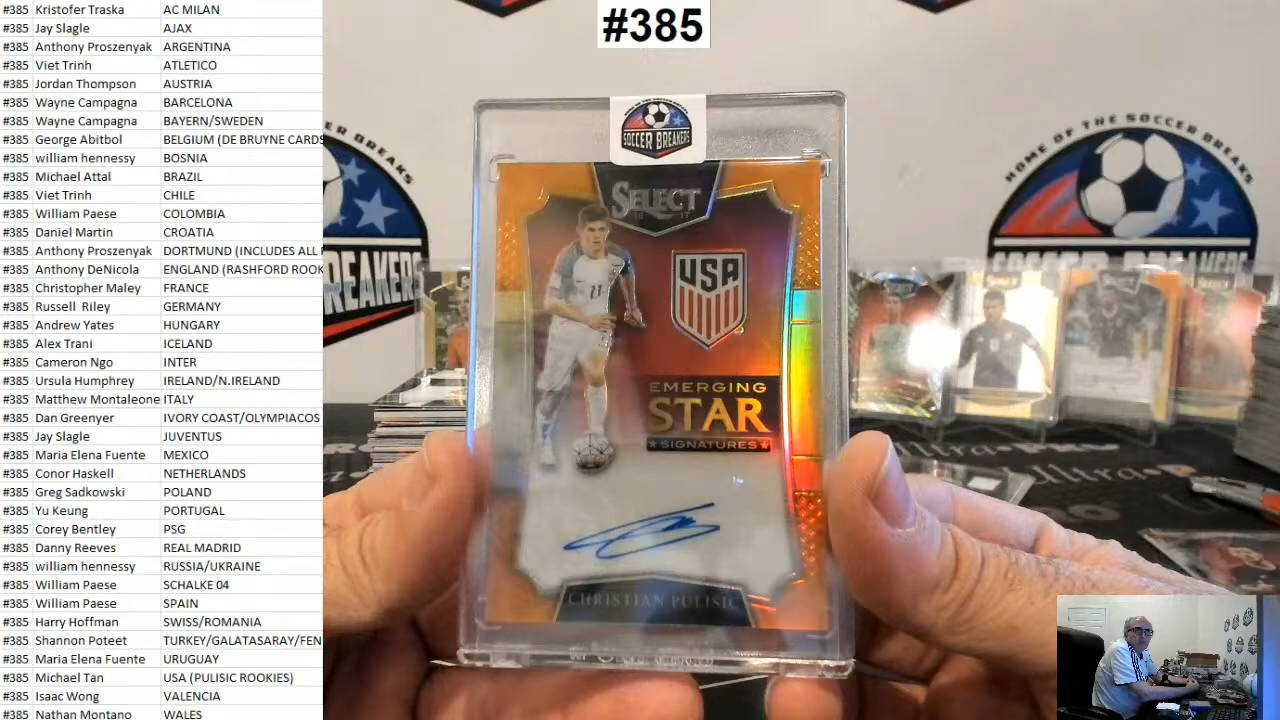 #385 Kristofer Traska AC MILAN
#385 Jay Slagle AJAX
#385 Anthony Proszenyak ARGENTINA
#385 Viet Trinh ATLETICO
#385 Jordan Thompson AUSTRIA
#385 Wayne Campagna BARCELONA
#385 Wayne Campagna BAYERN/SWEDEN
#385 George Abitbol BELGIUM (DE BRUYNE CARDS
#385 william hennessy BOSNIA
#385 Michael Attal BRAZIL
#385 Viet Trinh CHILE
#385 William Paese COLOMBIA
#385 Daniel Martin CROATIA
#385 Anthony Proszenyak DORTMUND (INCLUDES ALL
#385 Anthony DeNicola ENGLAND (RASHFORD ROOK
#385 Christopher Maley FRANCE
#385 Russell Riley GERMANY
#385 Andrew Yates HUNGARY
#385 Alex Trani ICELAND
#385 Cameron Ngo INTER
#385 Ursula Humphrey IRELAND/N.IRELAND
#385 Matthew Montaleone ITALY
#385 Dan Greenyer IVORY COAST/OLYMPIACOS
#385 Jay Slagle JUVENTUS
#385 Maria Elena Fuente MEXICO
#385 Conor Haskell NETHERLANDS
#385 Greg Sadkowski POLAND
#385 Yu Keung PORTUGAL
#385 Corey Bentley PSG
#385 Danny Reeves REAL MADRID
#385 william hennessy RUSSIA/UKRAINE
#385 William Paese SCHALKE 04
#385 William Paese SPAIN
#385 Harry Hoffman SWISS/ROMANIA
#385 Shannon Poteet TURKEY/GALATASARAY/FEN
#385 Maria Elena Fuente URUGUAY
#385 Michael Tan USA (PULISIC ROOKIES)
#385 Isaac Wong VALENCIA
#385 Nathan Montano WALES
#385
SOCCER BREAKERS
SELECT
16 17
USA
11
EMERGING
STAR
★SIGNATURES★
CHRISTIAN PULISIC
BREAKERS
HOME OF THE SOCCER BREAKS
SOCCER BREAKERS
Ultra